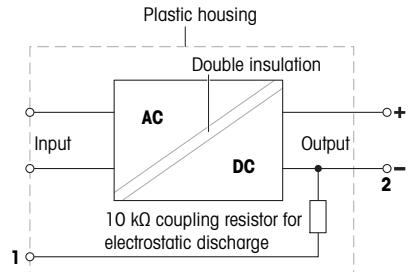 Plastic housing
Double insulation
AC
+
Input
Output
DC
–
2
10 kΩ coupling resistor for
electrostatic discharge
1